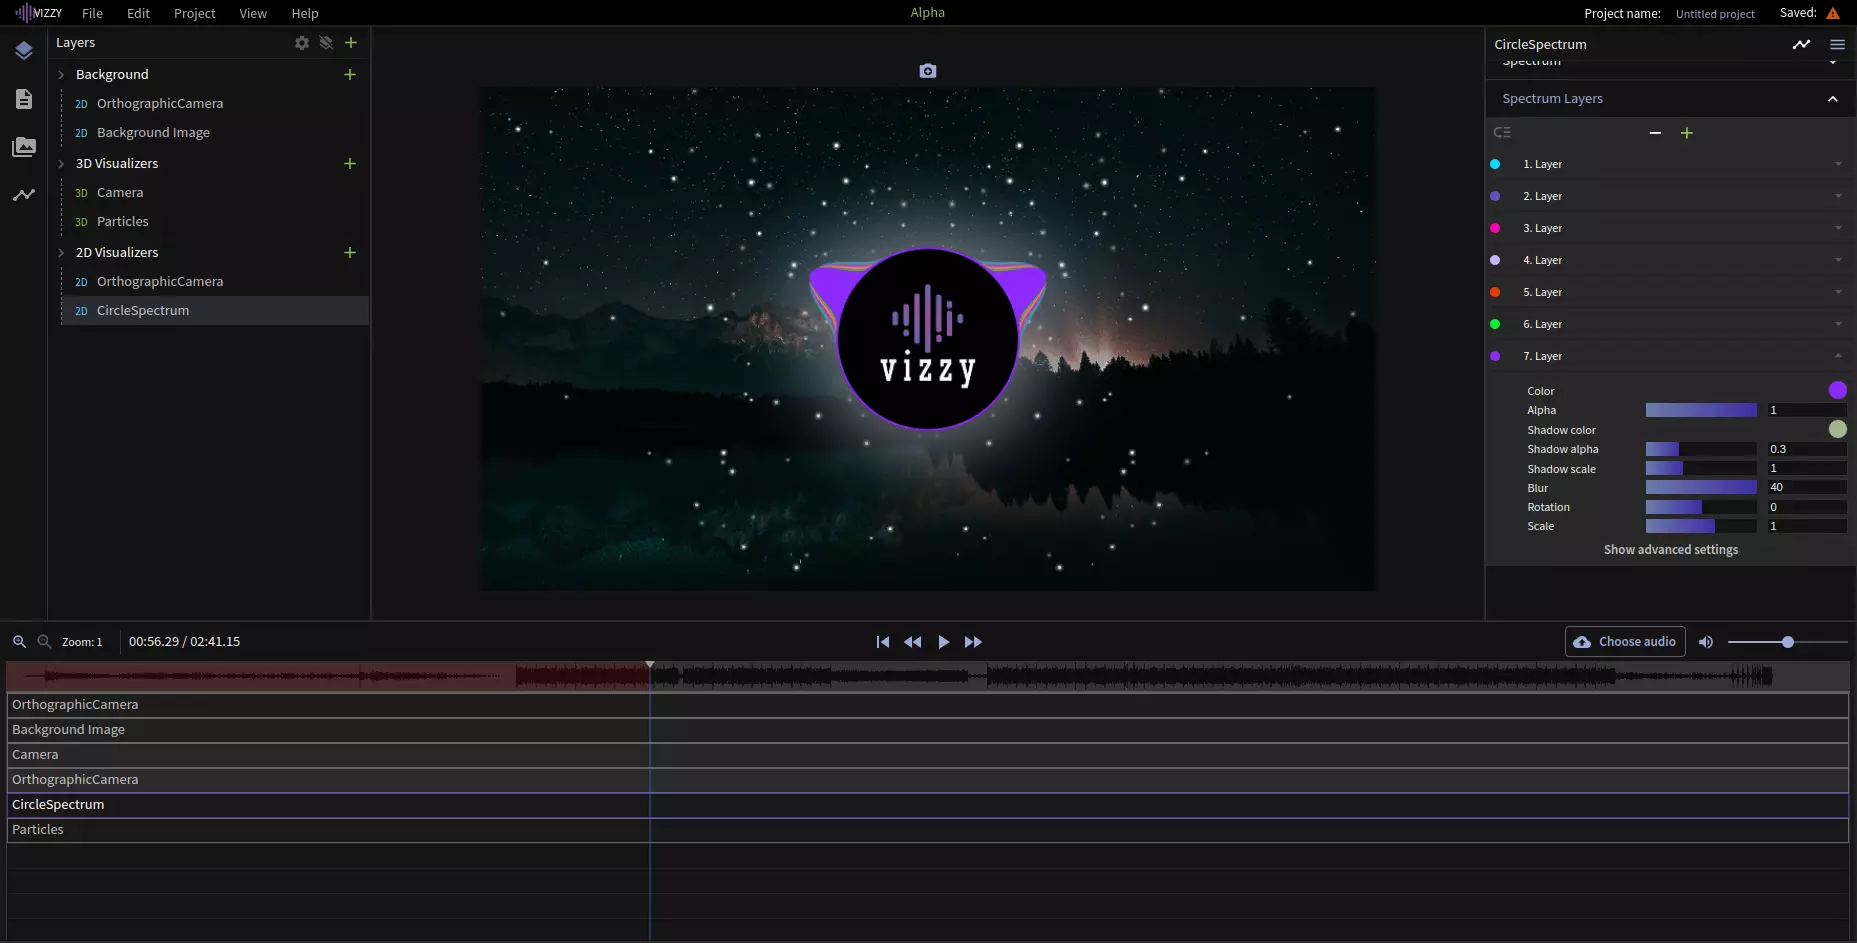 VIZZY File Edit Project View Help Alpha Project name: Untitled project Saved:
Layers
Background
2D OrthographicCamera
2D Background Image
3D Visualizers
3D Camera
3D Particles
2D Visualizers
2D OrthographicCamera
2D CircleSpectrum
vizzy
CircleSpectrum
Spectrum
Spectrum Layers
1. Layer
2. Layer
3. Layer
4. Layer
5. Layer
6. Layer
7. Layer
Color
Alpha 1
Shadow color
Shadow alpha 0.3
Shadow scale 1
Blur 40
Rotation 0
Scale 1
Show advanced settings
Zoom: 1 00:56.29 / 02:41.15 Choose audio
OrthographicCamera
Background Image
Camera
OrthographicCamera
CircleSpectrum
Particles